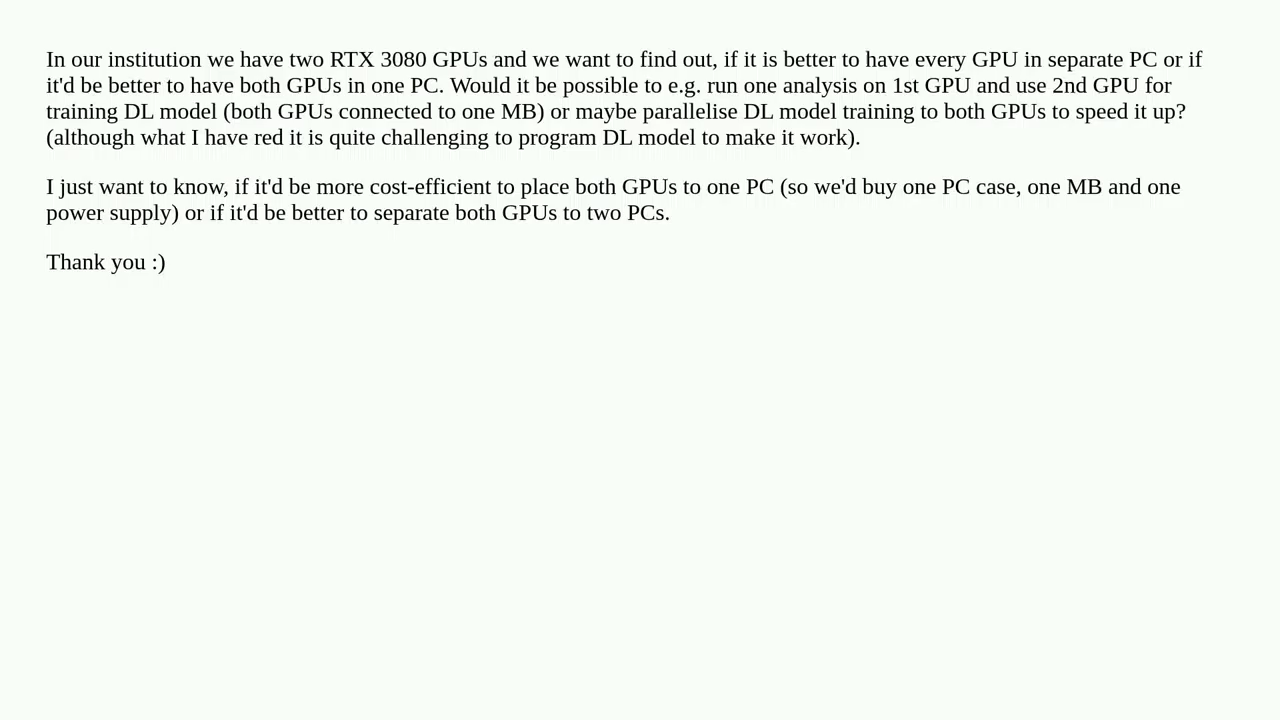 In our institution we have two RTX 3080 GPUs and we want to find out, if it is better to have every GPU in separate PC or if
it'd be better to have both GPUs in one PC. Would it be possible to e.g. run one analysis on 1st GPU and use 2nd GPU for
training DL model (both GPUs connected to one MB) or maybe parallelise DL model training to both GPUs to speed it up?
(although what I have red it is quite challenging to program DL model to make it work).
I just want to know, if it'd be more cost-efficient to place both GPUs to one PC (so we'd buy one PC case, one MB and one
power supply) or if it'd be better to separate both GPUs to two PCs.
Thank you :)